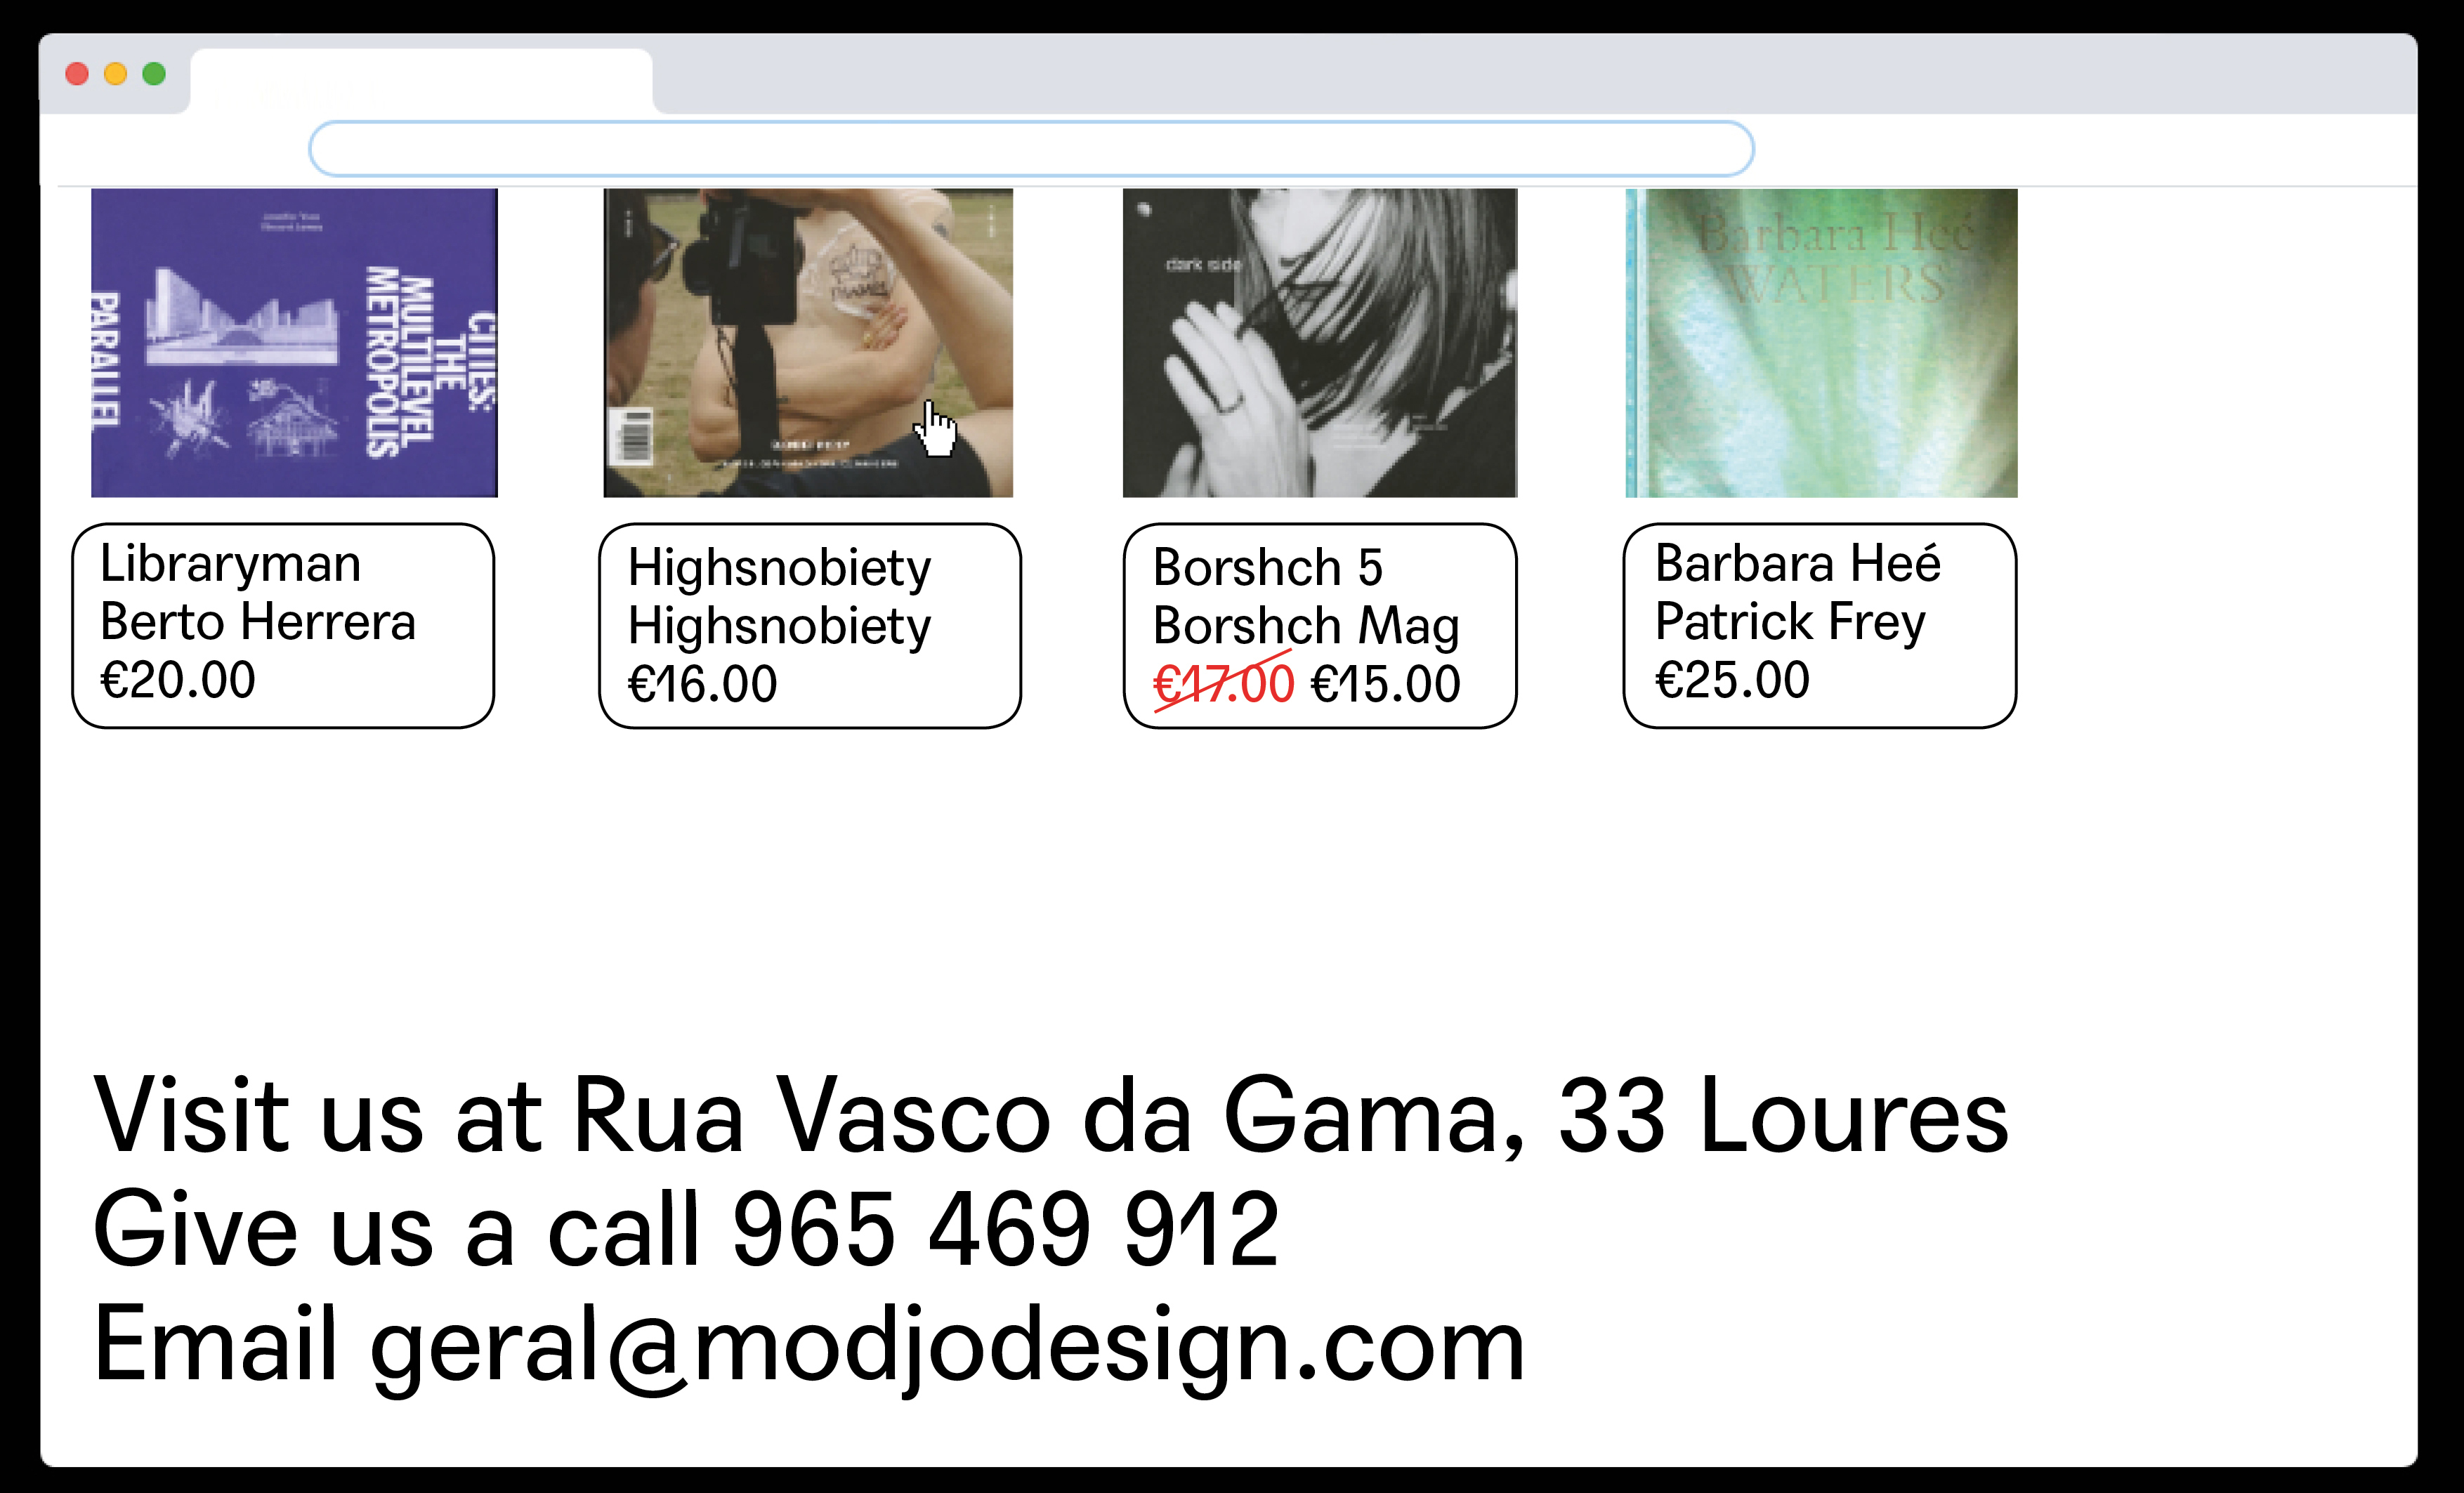 PARALLEL
CITIES:
THE
MULTILEVEL
METROPOLIS
dark side
Barbara Heé
WATERS
Libraryman
Berto Herrera
€20.00
Highsnobiety
Highsnobiety
€16.00
Borshch 5
Borshch Mag
€17.00 €15.00
Barbara Heé
Patrick Frey
€25.00
Visit us at Rua Vasco da Gama, 33 Loures
Give us a call 965 469 912
Email geral@modjodesign.com